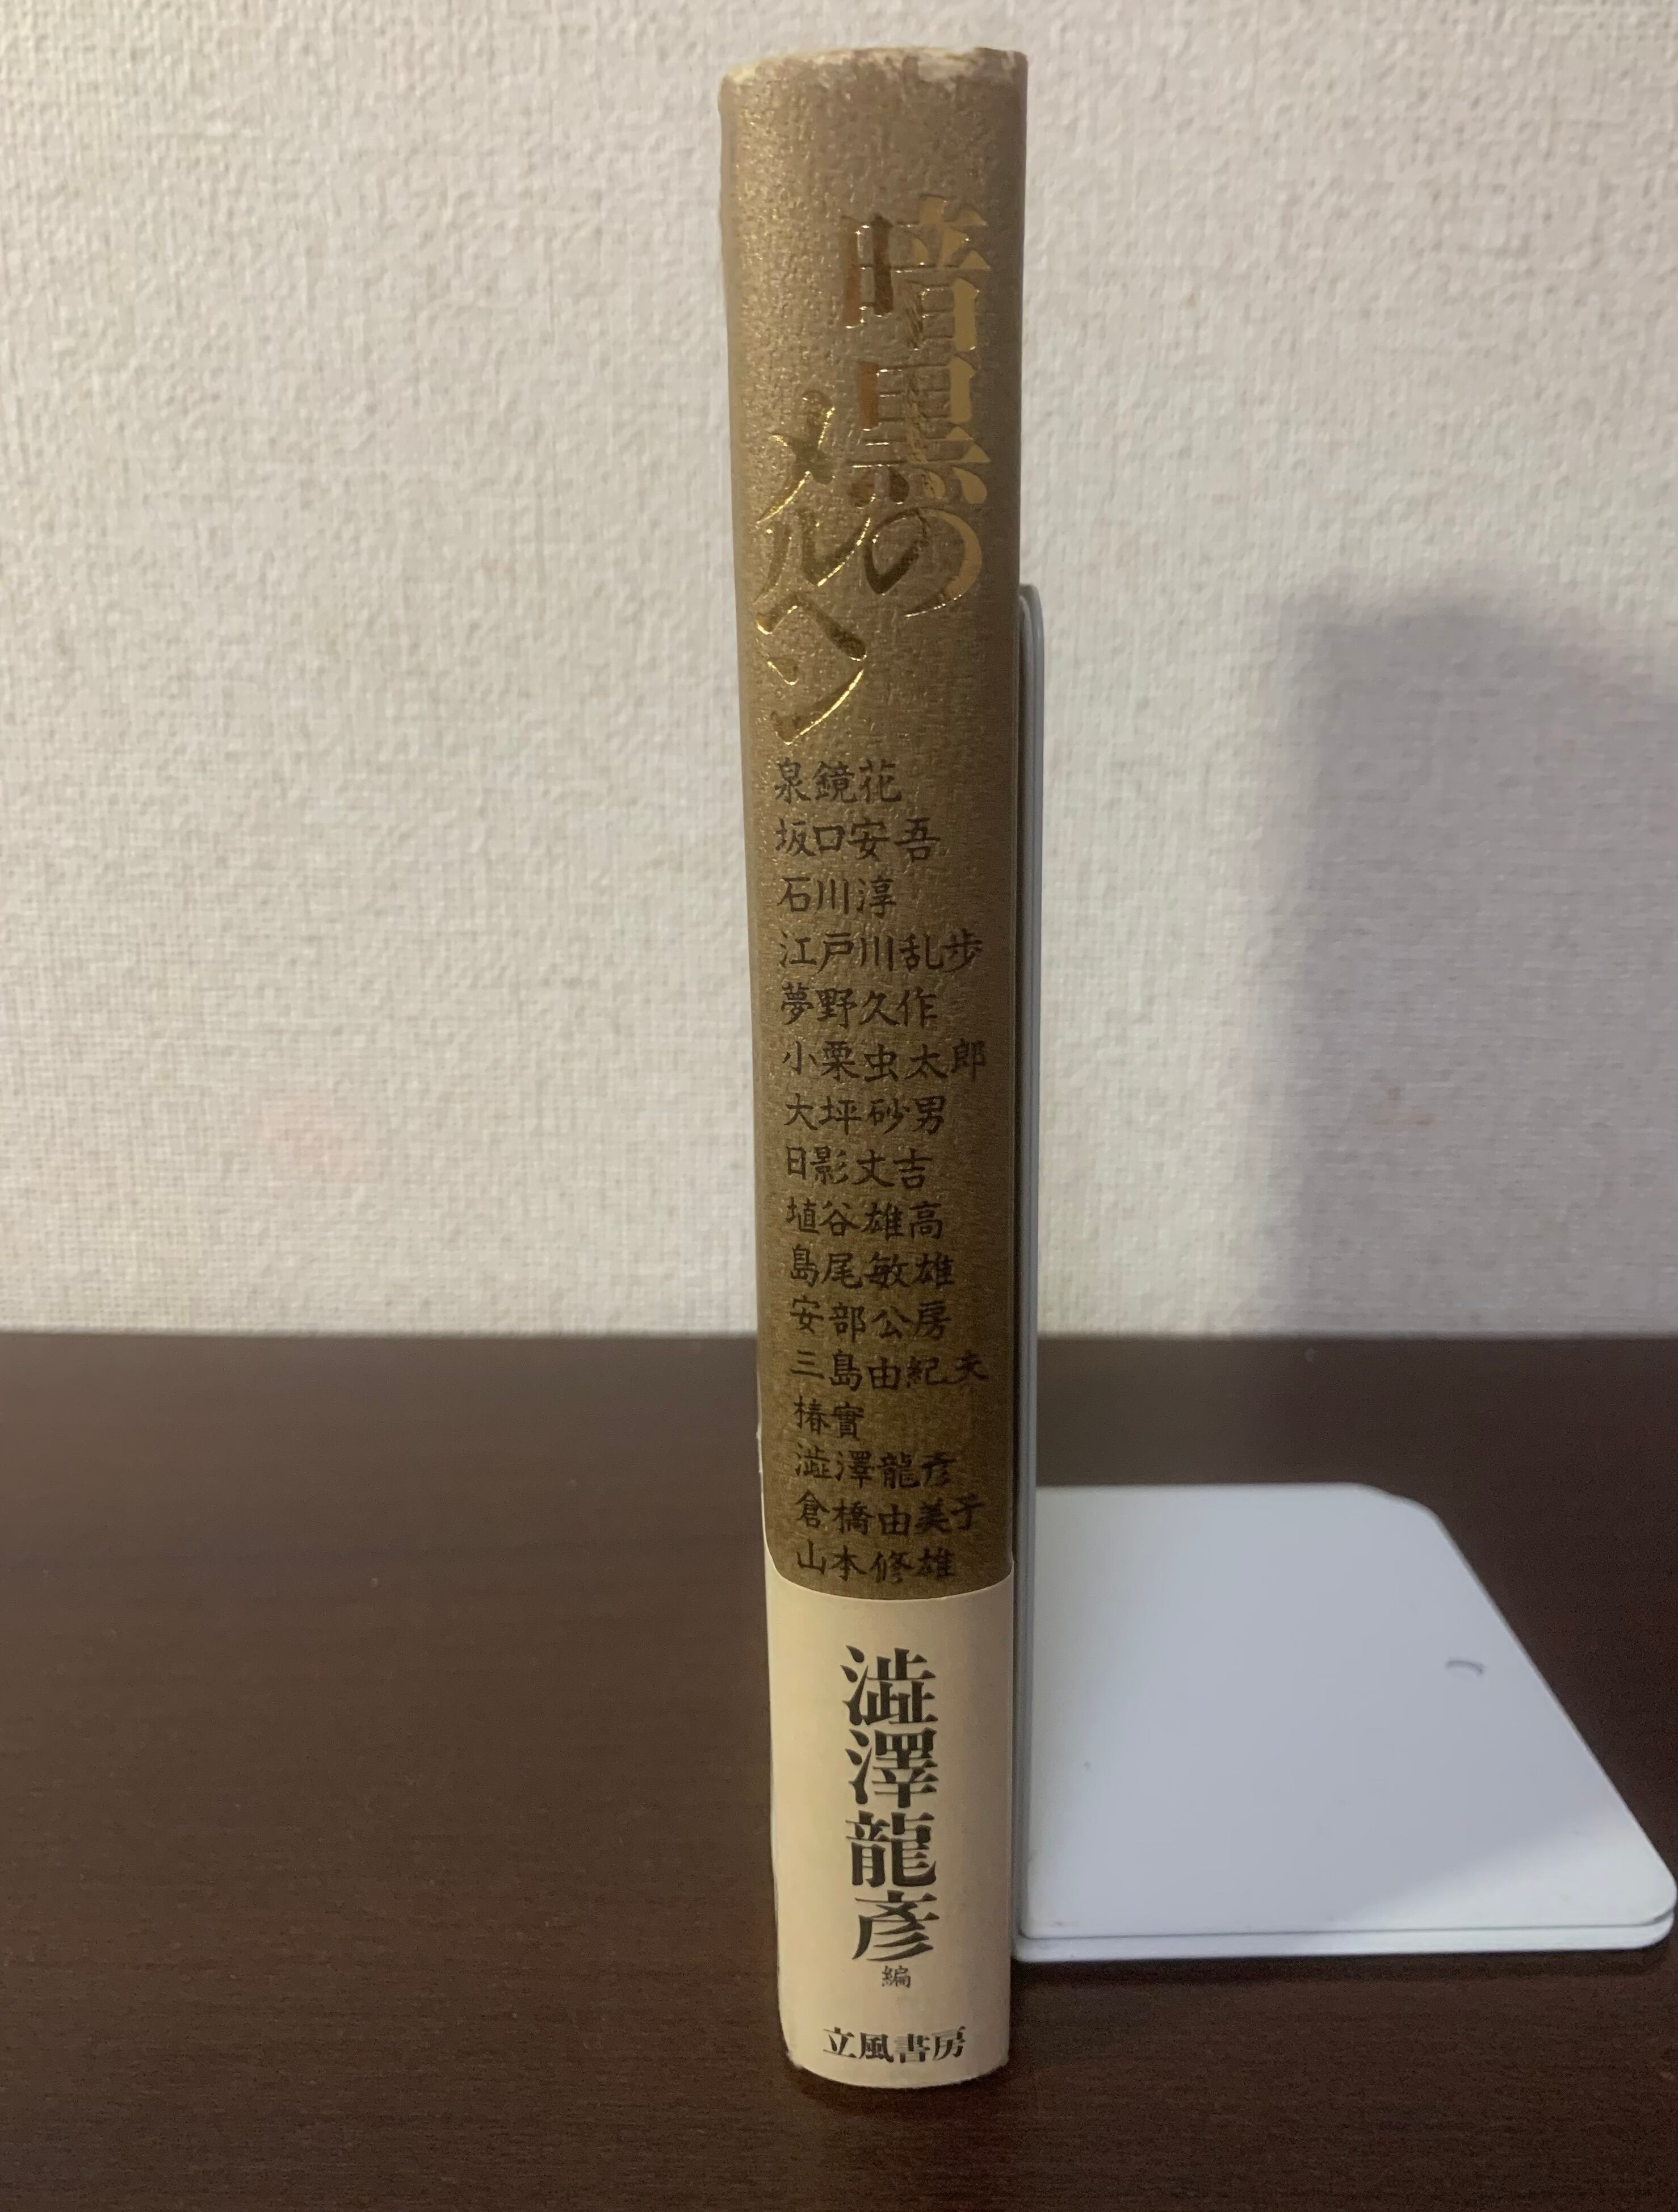 暗黒の
メルヘン
泉鏡花
坂口安吾
石川淳
江戸川乱歩
夢野久作
小栗虫太郎
大坪砂男
日影丈吉
埴谷雄高
島尾敏雄
安部公房
三島由紀夫
椿實
澁澤龍彦
倉橋由美子
山本修雄
澁澤龍彥
編
立風書房